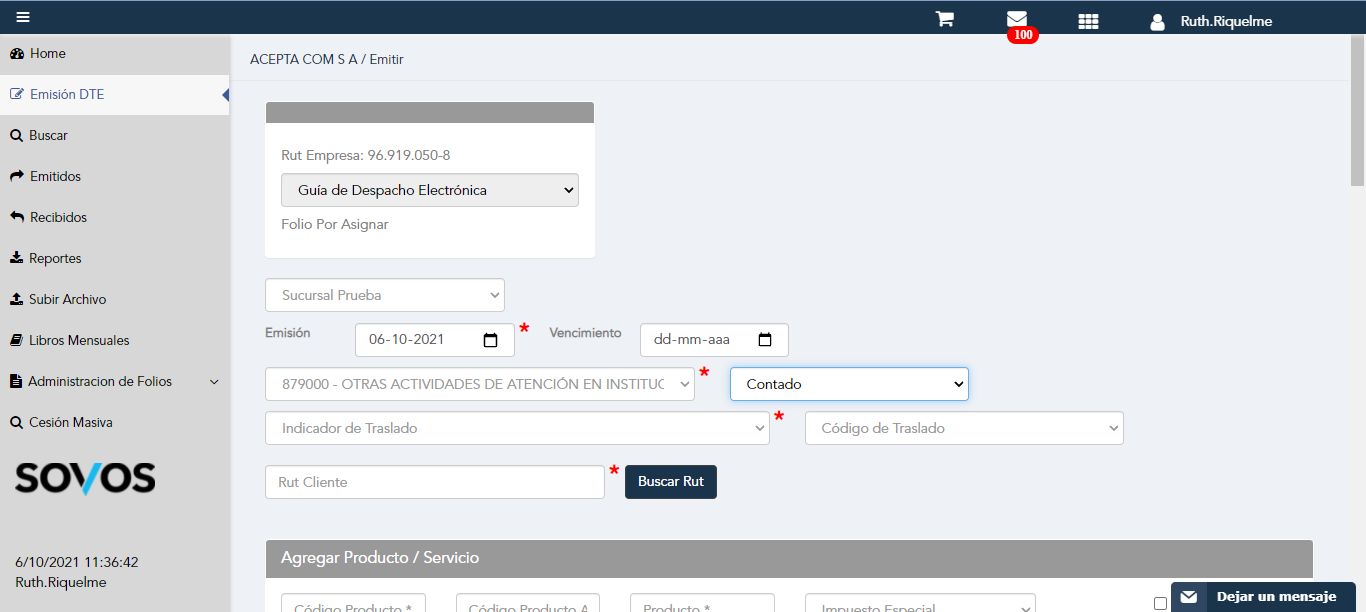 100
Ruth.Riquelme
Home
Emisión DTE
Buscar
Emitidos
Recibidos
Reportes
Subir Archivo
Libros Mensuales
Administracion de Folios
Cesión Masiva
SOVOS
6/10/2021 11:36:42
Ruth.Riquelme
ACEPTA COM S A / Emitir
Rut Empresa: 96.919.050-8
Guía de Despacho Electrónica
Folio Por Asignar
Sucursal Prueba
Emisión 06-10-2021 * Vencimiento dd-mm-aaa
879000 - OTRAS ACTIVIDADES DE ATENCIÓN EN INSTITUC * Contado
Indicador de Traslado * Código de Traslado
Rut Cliente * Buscar Rut
Agregar Producto / Servicio
Código Producto * Código Producto A Producto * Impuesto Especial
Dejar un mensaje